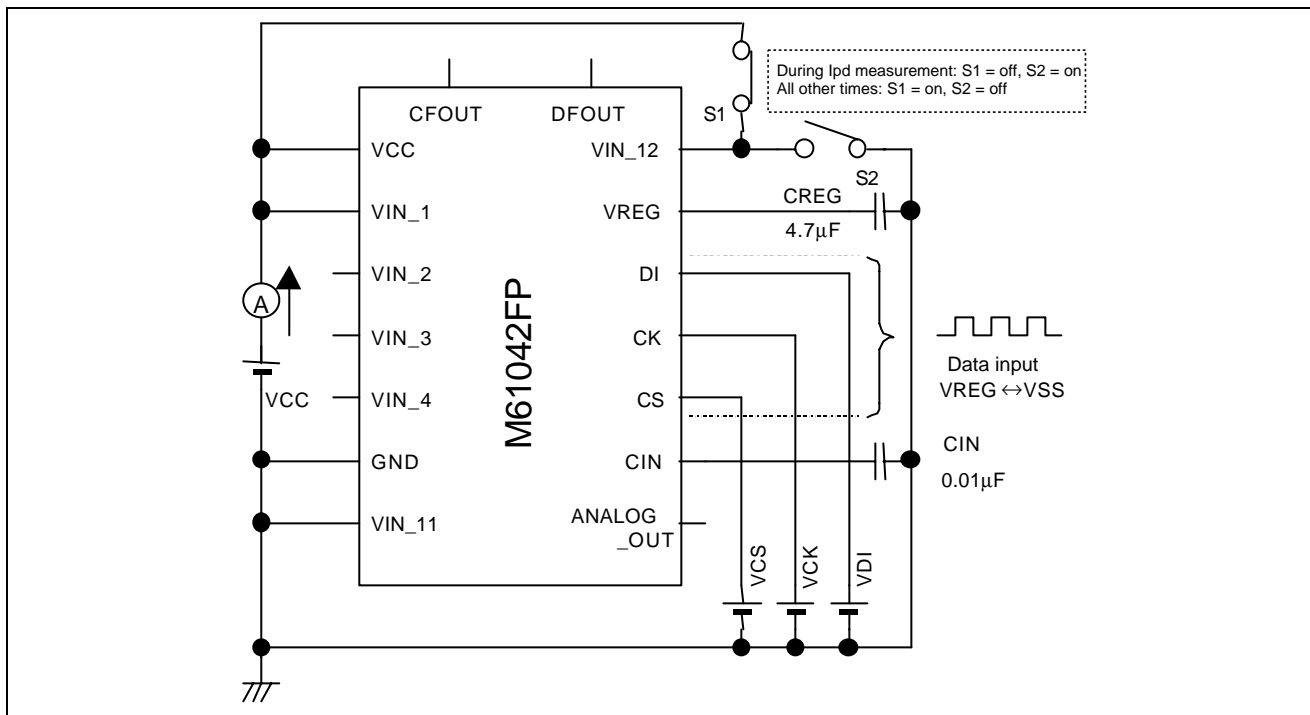 During Ipd measurement: S1 = off, S2 = on
All other times: S1 = on, S2 = off
S1
S2
CFOUT
DFOUT
VCC
VIN_1
VIN_2
VIN_3
VIN_4
GND
VIN_11
M61042FP
VIN_12
VREG
DI
CK
CS
CIN
ANALOG
_OUT
A
VCC
CREG
4.7μF
Data input
VREG ↔VSS
CIN
0.01μF
VCS
VCK
VDI